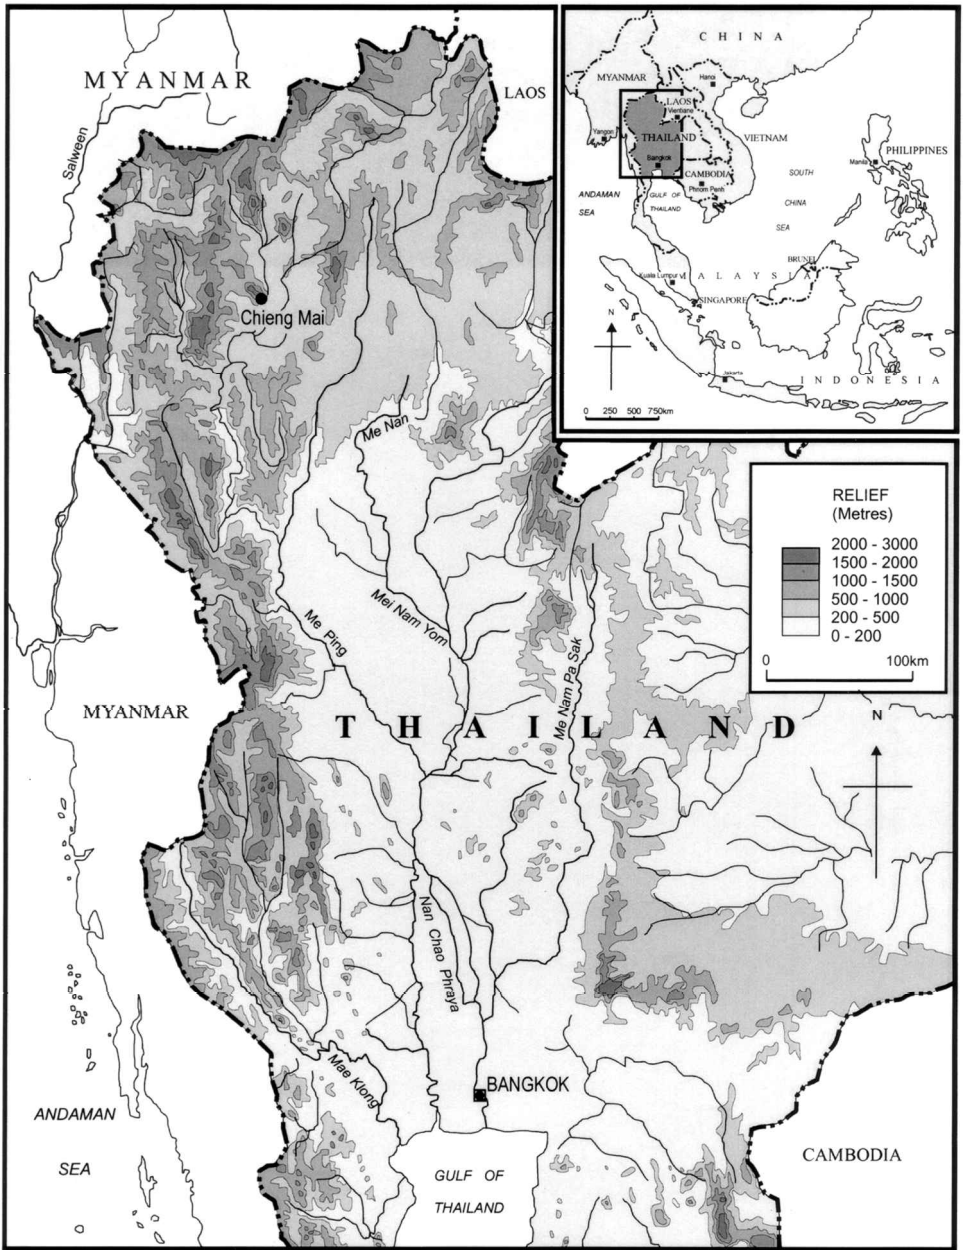 MYANMAR
LAOS
Salween
Chieng Mai
Me Nan
Mei Nam Yom
Me Ping
Me Nam Pa Sak
MYANMAR
THAILAND
Nan Chao Phraya
Mae Klong
BANGKOK
ANDAMAN
SEA
GULF OF
THAILAND
CAMBODIA
CHINA
MYANMAR
Hanoi
LAOS
Vientiane
Yangon
THAILAND
VIETNAM
Bangkok
CAMBODIA
Phnom Penh
PHILIPPINES
Manila
ANDAMAN
SEA
GULF OF
THAILAND
SOUTH
CHINA
SEA
BRUNEI
Kuala Lumpur
MALAYSIA
SINGAPORE
N
Jakarta
INDONESIA
0 250 500 750km
RELIEF
(Metres)
2000 - 3000
1500 - 2000
1000 - 1500
500 - 1000
200 - 500
0 - 200
0 100km
N